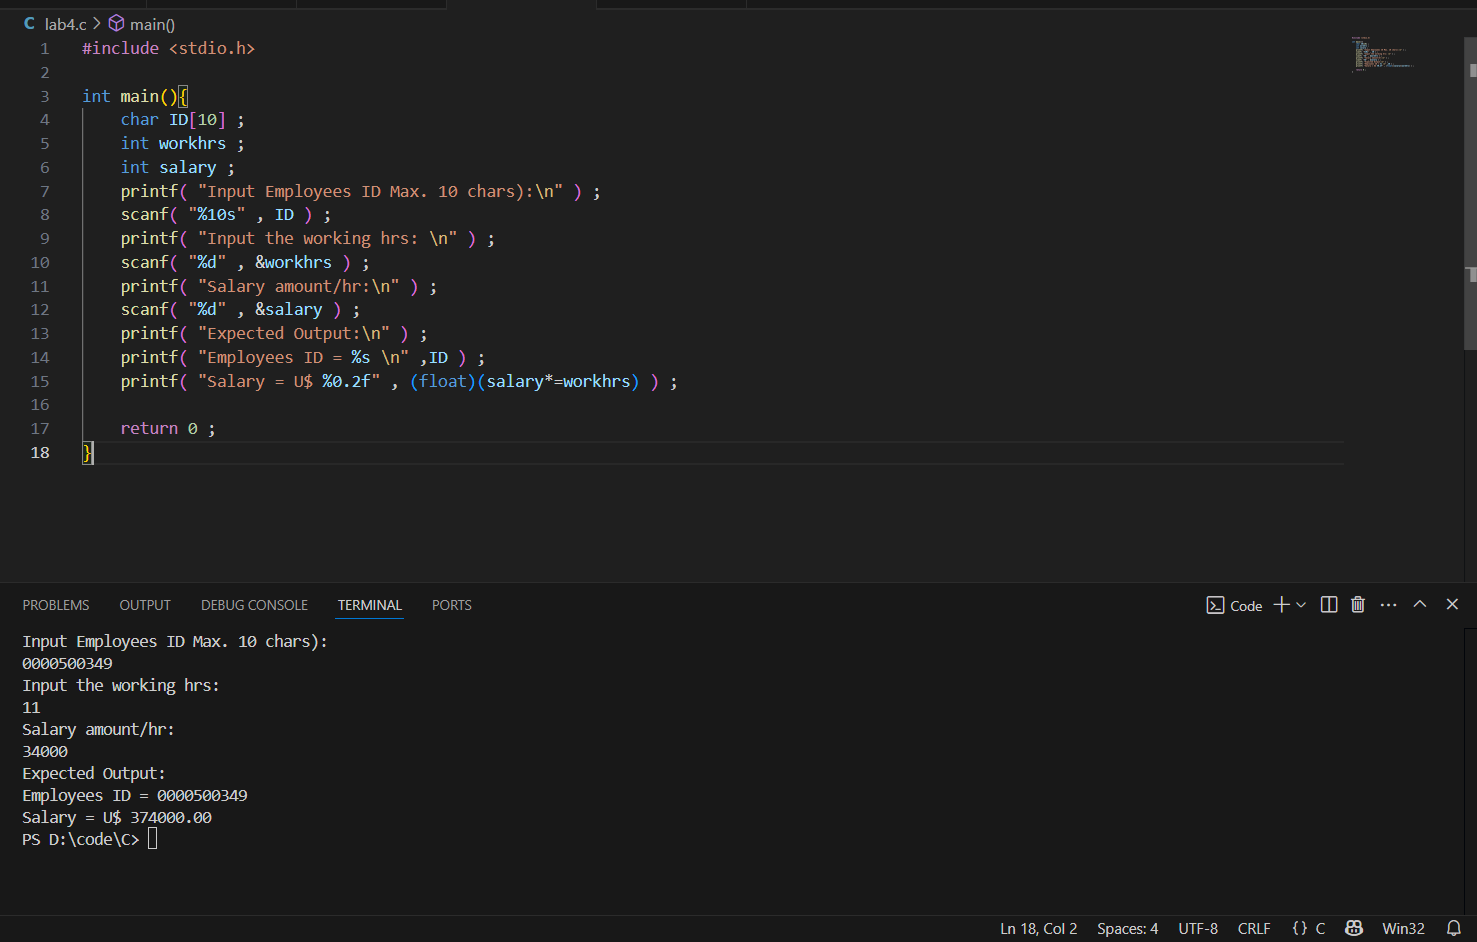 C lab4.c > main()
1 #include <stdio.h>
2
3 int main(){
4     char ID[10] ;
5     int workhrs ;
6     int salary ;
7     printf( "Input Employees ID Max. 10 chars):\n" ) ;
8     scanf( "%10s" , ID ) ;
9     printf( "Input the working hrs: \n" ) ;
10     scanf( "%d" , &workhrs ) ;
11     printf( "Salary amount/hr:\n" ) ;
12     scanf( "%d" , &salary ) ;
13     printf( "Expected Output:\n" ) ;
14     printf( "Employees ID = %s \n" ,ID ) ;
15     printf( "Salary = U$ %0.2f" , (float)(salary*=workhrs) ) ;
16
17     return 0 ;
18 }
PROBLEMS OUTPUT DEBUG CONSOLE TERMINAL PORTS Code
Input Employees ID Max. 10 chars):
0000500349
Input the working hrs:
11
Salary amount/hr:
34000
Expected Output:
Employees ID = 0000500349
Salary = U$ 374000.00
PS D:\code\C>
Ln 18, Col 2 Spaces: 4 UTF-8 CRLF {} C Win32